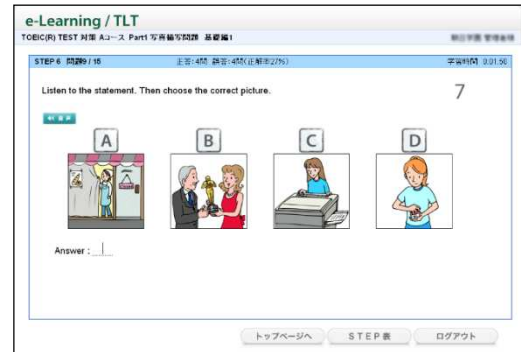 e-Learning / TLT
TOEIC(R) TEST 対策 Aコース Part1 写真描写問題 基礎編1
STEP 6 問題9 / 15 正答:4問 誤答:4問(正解率27%) 学習時間 0:01:50
Listen to the statement. Then choose the correct picture.
7
音声
A B C D
Answer :
トップページへ STEP表 ログアウト